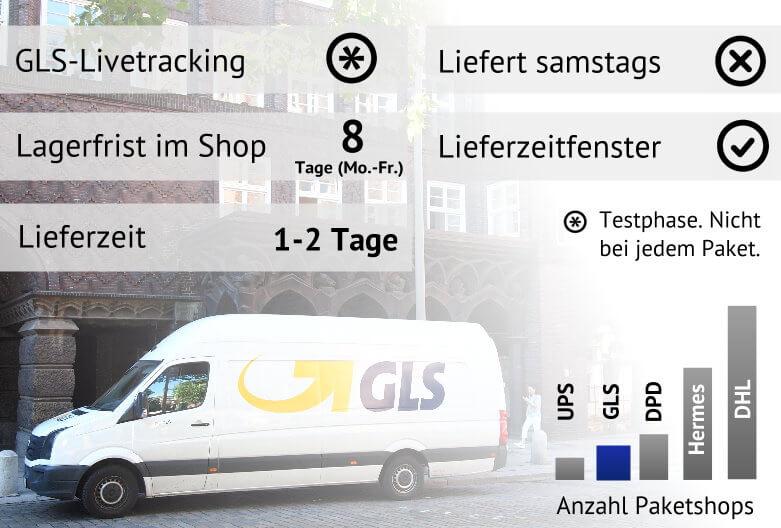 GLS-Livetracking
Liefert samstags
Lagerfrist im Shop
8
Tage (Mo.-Fr.)
Lieferzeitfenster
Lieferzeit
1-2 Tage
Testphase. Nicht
bei jedem Paket.
GLS
UPS
GLS
DPD
Hermes
DHL
Anzahl Paketshops